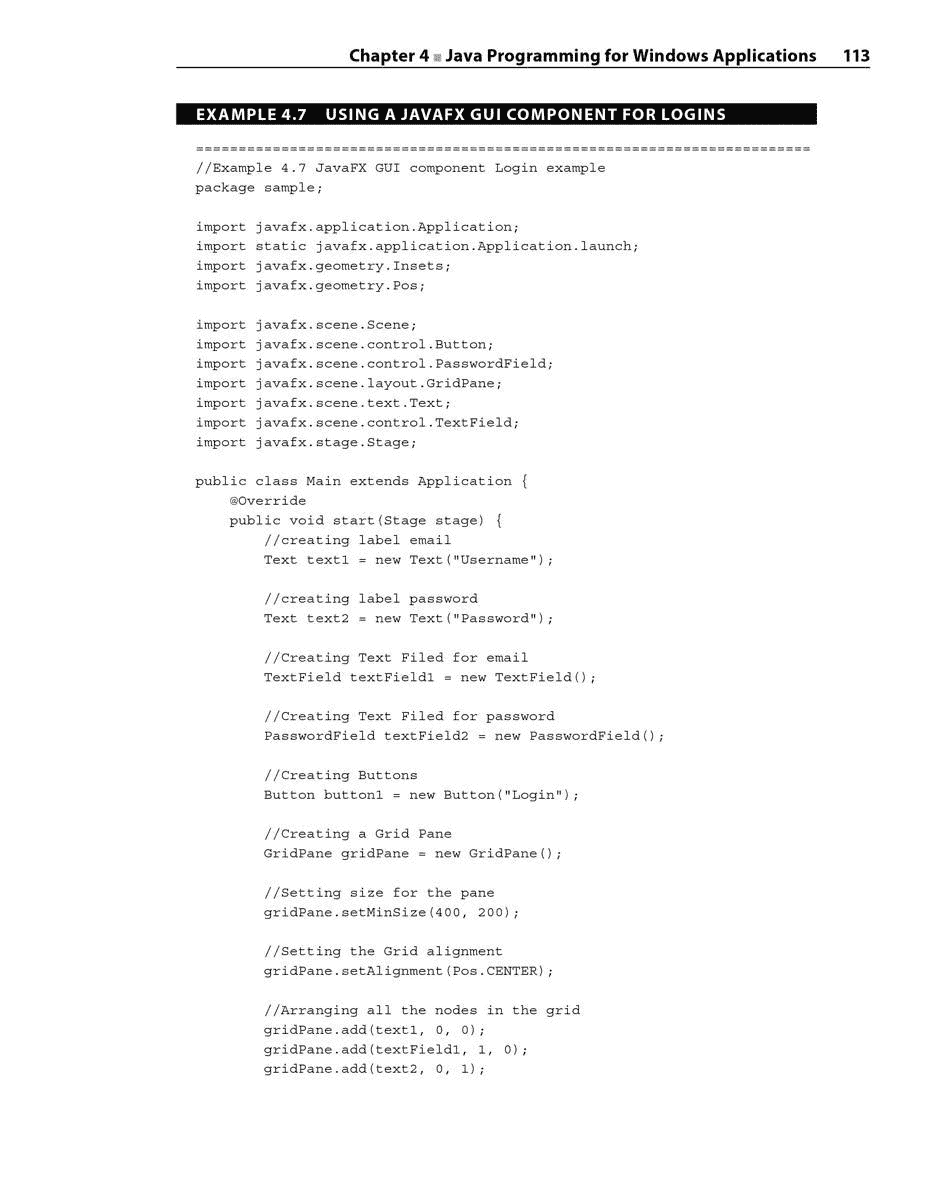 Chapter 4 ■ Java Programming for Windows Applications 113
EXAMPLE 4.7 USING A JAVAFX GUI COMPONENT FOR LOGINS
========================================================================
//Example 4.7 JavaFX GUI component Login example
package sample;
import javafx.application.Application;
import static javafx.application.Application.launch;
import javafx.geometry.Insets;
import javafx.geometry.Pos;
import javafx.scene.Scene;
import javafx.scene.control.Button;
import javafx.scene.control.PasswordField;
import javafx.scene.layout.GridPane;
import javafx.scene.text.Text;
import javafx.scene.control.TextField;
import javafx.stage.Stage;
public class Main extends Application {
@Override
public void start(Stage stage) {
//creating label email
Text text1 = new Text("Username");
//creating label password
Text text2 = new Text("Password");
//Creating Text Filed for email
TextField textField1 = new TextField();
//Creating Text Filed for password
PasswordField textField2 = new PasswordField();
//Creating Buttons
Button button1 = new Button("Login");
//Creating a Grid Pane
GridPane gridPane = new GridPane();
//Setting size for the pane
gridPane.setMinSize(400, 200);
//Setting the Grid alignment
gridPane.setAlignment(Pos.CENTER);
//Arranging all the nodes in the grid
gridPane.add(text1, 0, 0);
gridPane.add(textField1, 1, 0);
gridPane.add(text2, 0, 1);